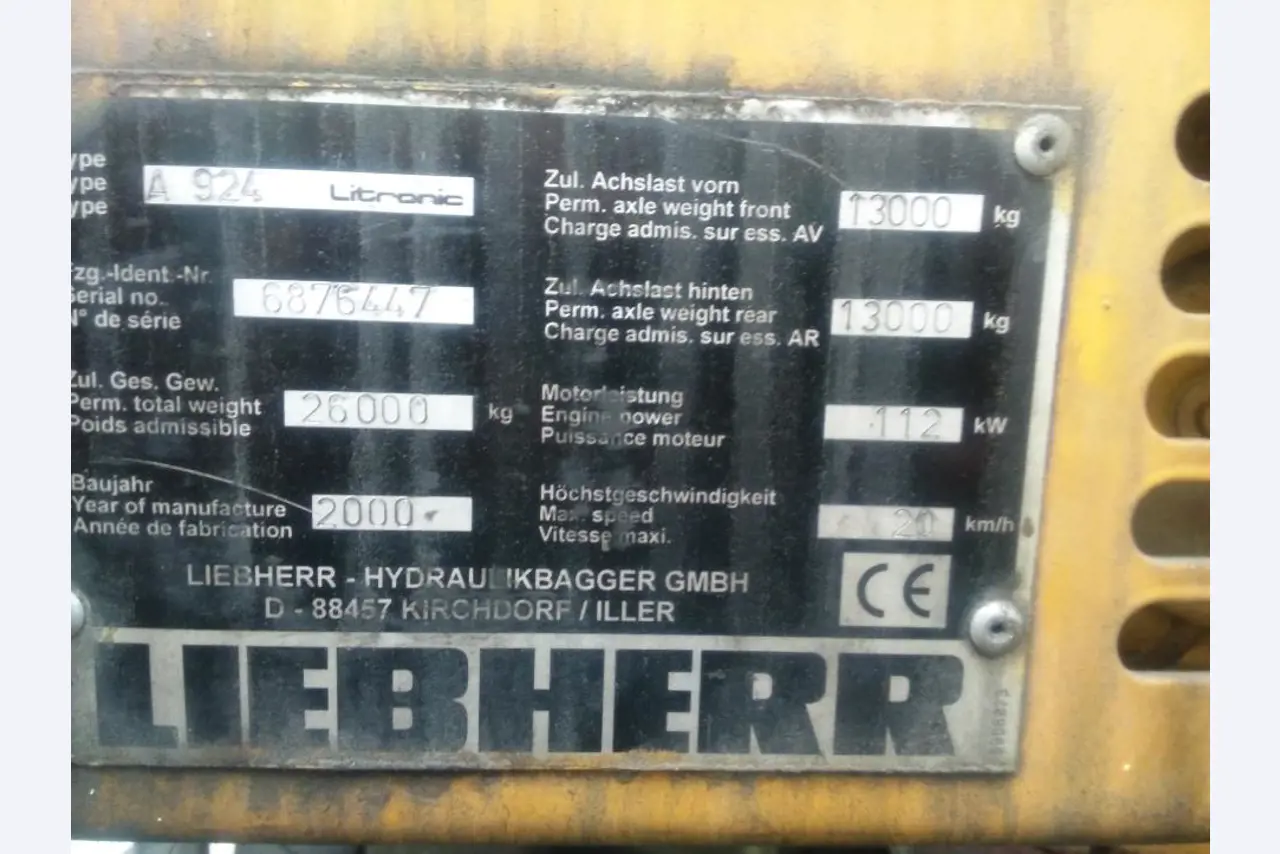 ype
ype
ype
A 924 Litronic
zg.-Ident.-Nr.
Serial no.
N° de série
6876447
Zul. Ges. Gew.
Perm. total weight
Poids admissible
26000 kg
Baujahr
Year of manufacture
Année de fabrication
2000
Zul. Achslast vorn
Perm. axle weight front
Charge admis. sur ess. AV
13000 kg
Zul. Achslast hinten
Perm. axle weight rear
Charge admis. sur ess. AR
13000 kg
Motorleistung
Engine power
Puissance moteur
112 kW
Höchstgeschwindigkeit
Max. speed
Vitesse maxi.
20 km/h
LIEBHERR - HYDRAULIKBAGGER GMBH
D - 88457 KIRCHDORF / ILLER
CE
LIEBHERR